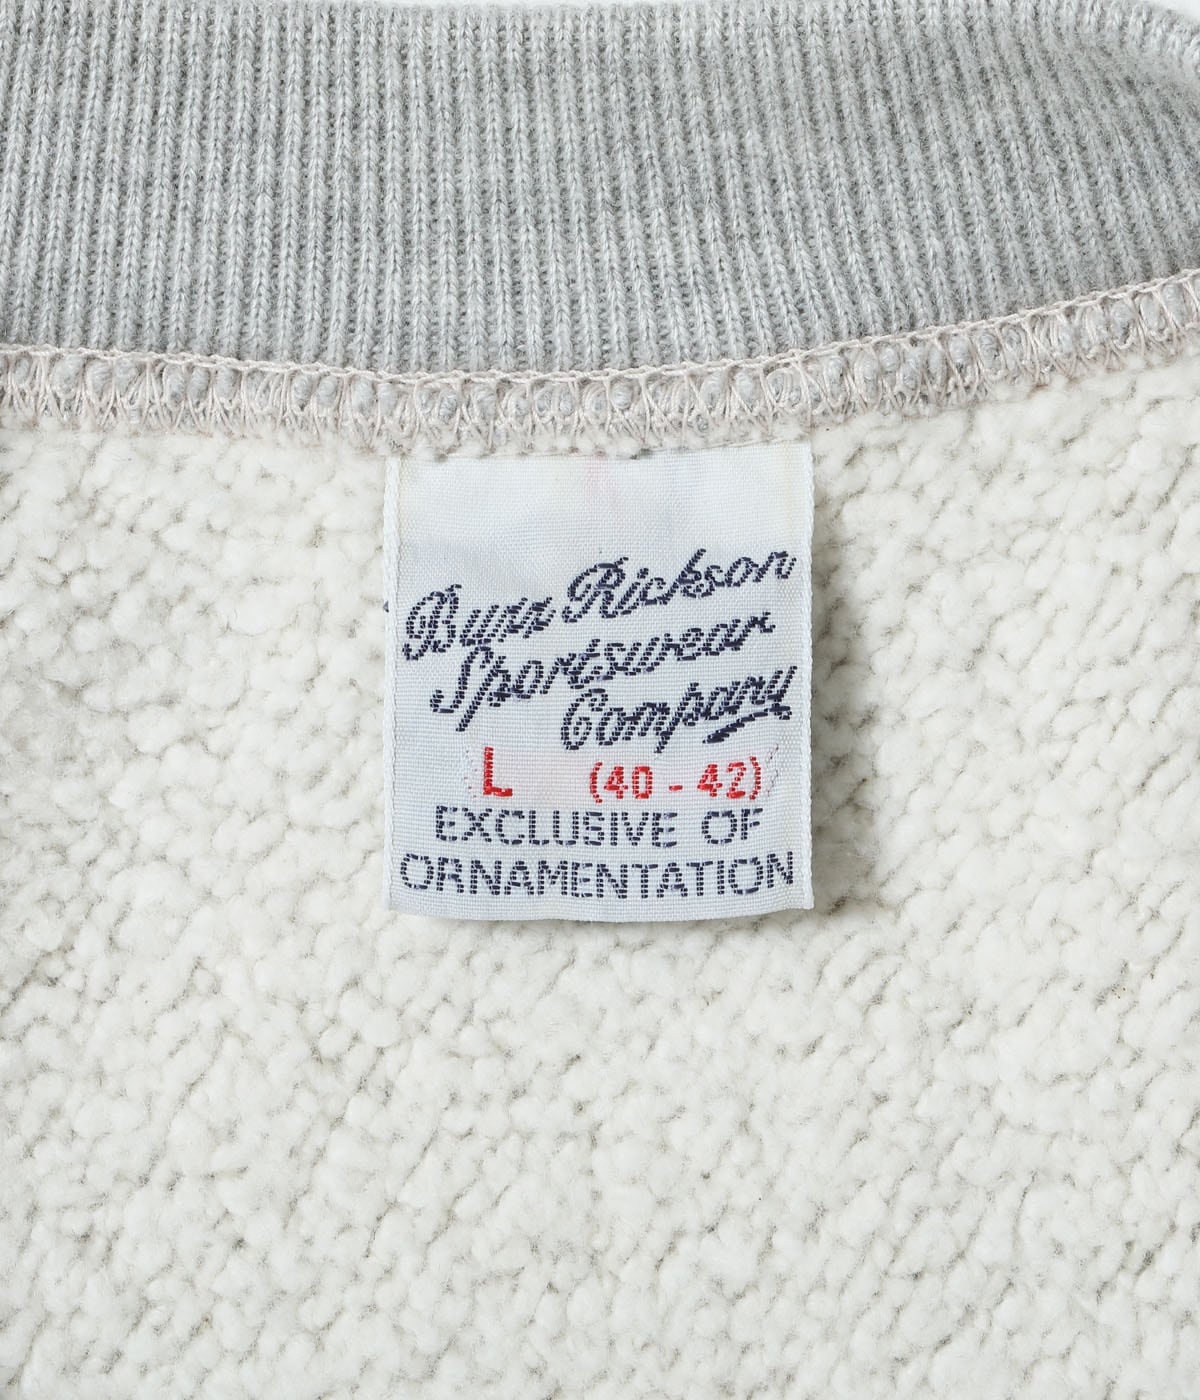 Buzz Rickson
Sportswear
Company
L (40 - 42)
EXCLUSIVE OF
ORNAMENTATION